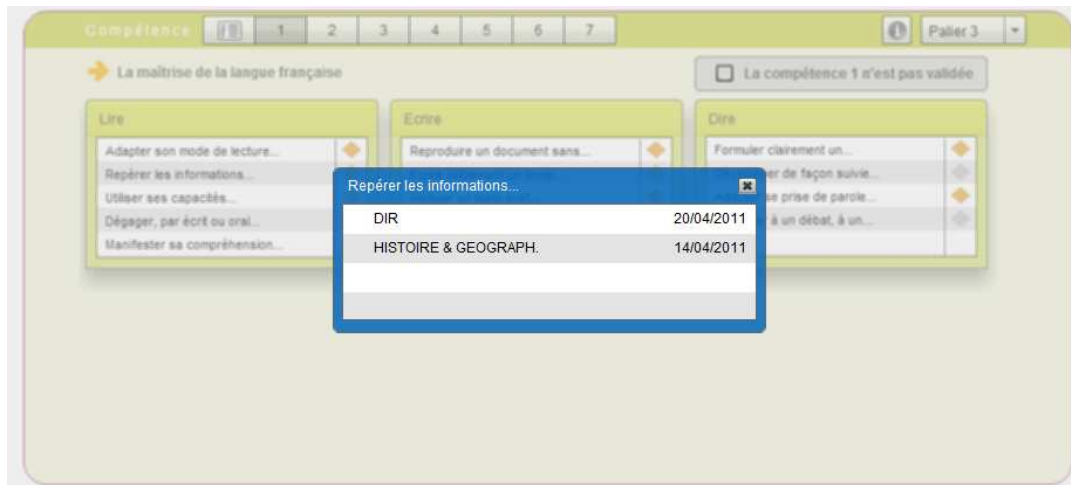 Compétence 1 2 3 4 5 6 7 Palier 3
La maîtrise de la langue française
La compétence 1 n'est pas validée
Lire
Adapter son mode de lecture...
Repérer les informations...
Utiliser ses capacités...
Dégager, par écrit ou oral...
Manifester sa compréhension...
Ecrire
Reproduire un document sans...
Dire
Formuler clairement un...
er de façon suivie...
se prise de parole...
à un débat, à un...
Repérer les informations...
DIR 20/04/2011
HISTOIRE & GEOGRAPH. 14/04/2011